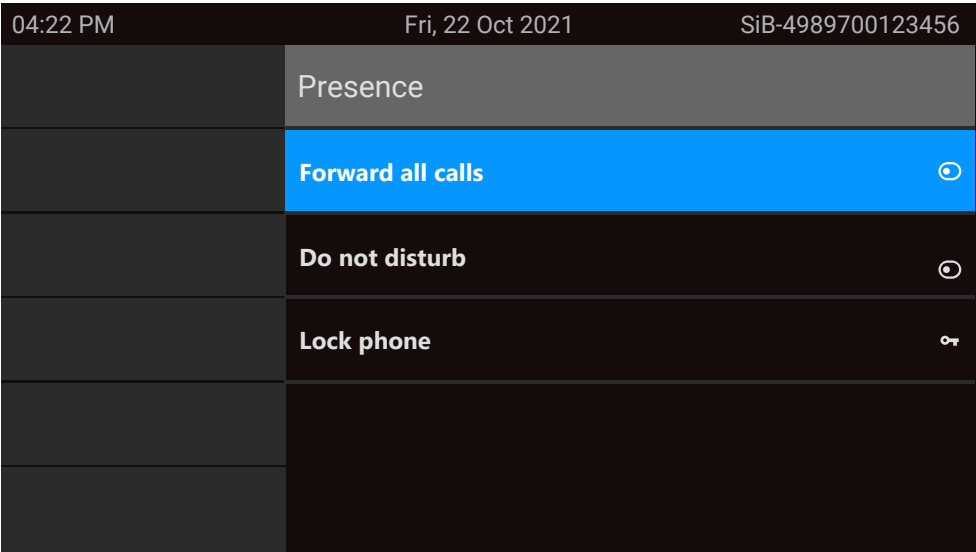 04:22 PM Fri, 22 Oct 2021 SiB-4989700123456
Presence
Forward all calls
Do not disturb
Lock phone